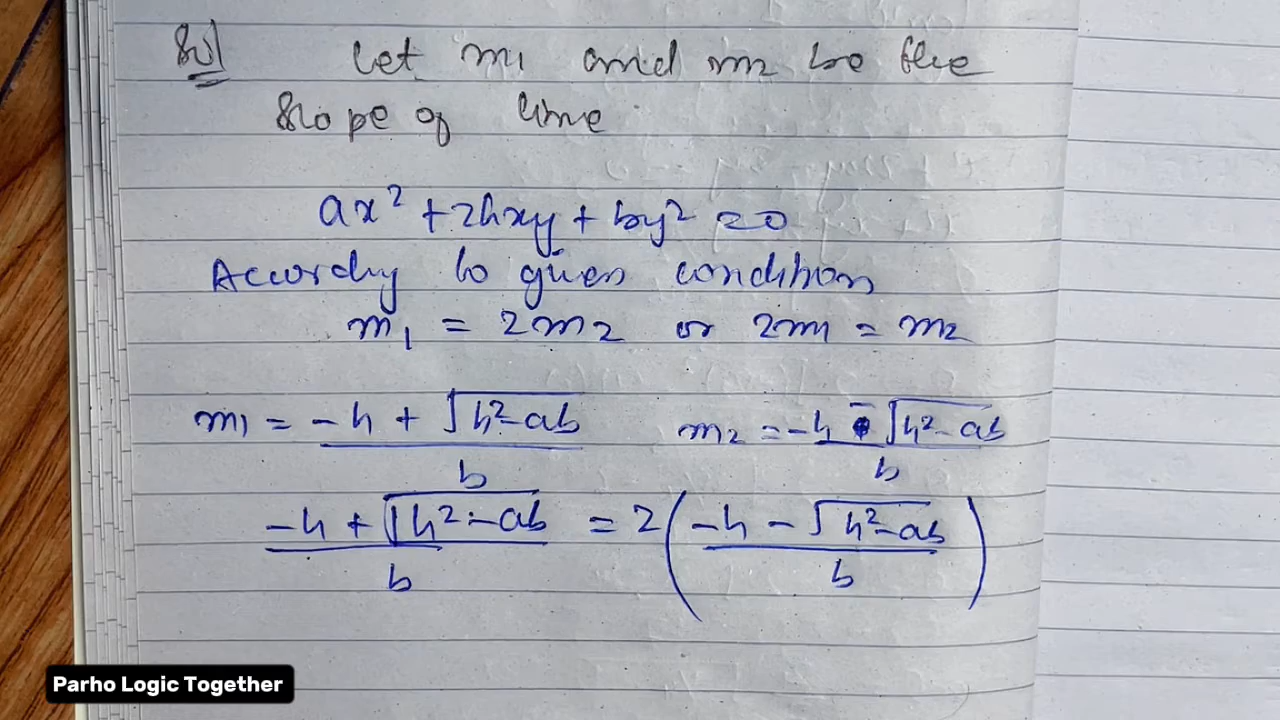 Sol
Let m1 and m2 be the
slope of line
ax² + 2hxy + by² = 0
According to given condition
m₁ = 2m₂ or 2m₁ = m₂
m₁ = (-h + √(h²-ab))/b m₂ = (-h - √(h²-ab))/b
(-h + √(h²-ab))/b = 2((-h - √(h²-ab))/b)
Parho Logic Together